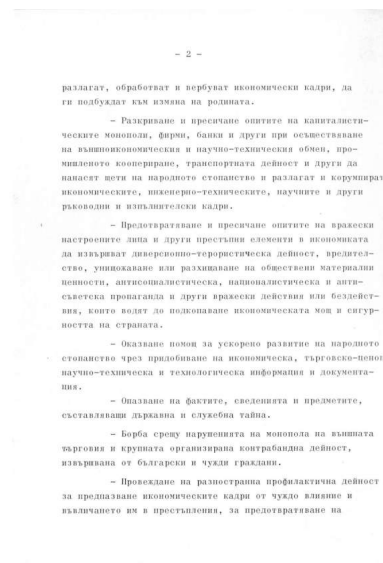 - 2 -
разлагат, обработват и вербуват икономически кадри, да
ги подбуждат към измяна на родината.
- Разкриване и пресичане опитите на капиталисти-
ческите монополи, фирми, банки и други при осъществяване
на външноикономическия и научно-техническия обмен, про-
мишленото коопериране, транспортната дейност и други да
нанасят щети на народното стопанство и разлагат и корумпират
икономическите, инженерно-техническите, научните и други
ръководни и изпълнителски кадри.
- Предотвратяване и пресичане опитите на вражески
настроените лица и други престъпни елементи в икономиката
да извършват диверсионно-терористическа дейност, вредител-
ство, унищожаване или разхищаване на обществени материални
ценности, антисоциалистическа, националистическа и анти-
съветска пропаганда и други вражески действия или бездейст-
вия, които водят до подкопаване икономическата мощ и сигур-
ността на страната.
- Оказване помощ за ускорено развитие на народното
стопанство чрез придобиване на икономическа, търговско-ценов
научно-техническа и технологическа информация и документа-
ция.
- Опазване на фактите, сведенията и предметите,
съставляващи държавна и служебна тайна.
- Борба срещу нарушенията на монопола на външната
търговия и крупната организирана контрабандна дейност,
извършвана от български и чужди граждани.
- Провеждане на разностранна профилактична дейност
за предпазване икономическите кадри от чуждо влияние и
въвличането им в престъпления, за предотвратяване на